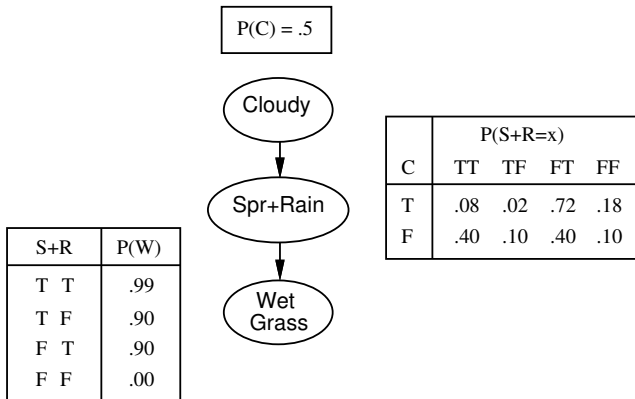 P(C) = .5
Cloudy
Spr+Rain
Wet
Grass
P(S+R=x)
C TT TF FT FF
T .08 .02 .72 .18
F .40 .10 .40 .10
S+R P(W)
T T .99
T F .90
F T .90
F F .00